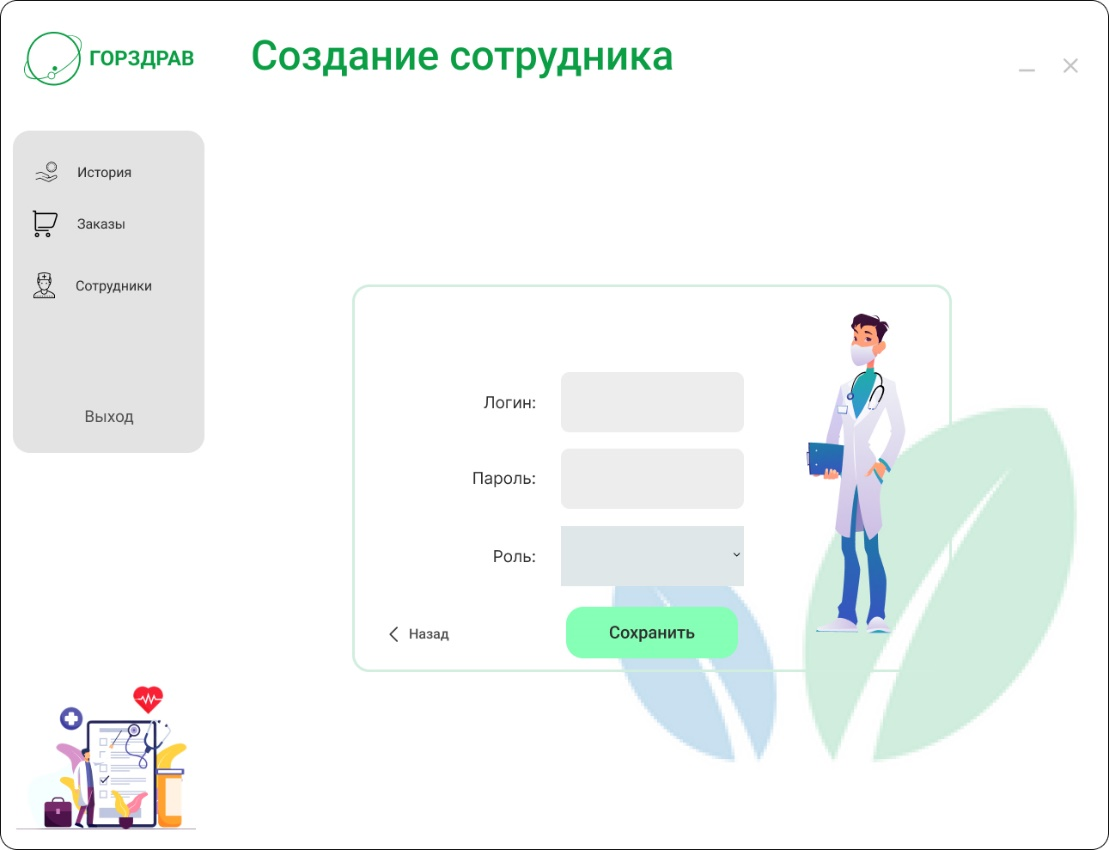 ГОРЗДРАВ
Создание сотрудника
История
Заказы
Сотрудники
Выход
Логин:
Пароль:
Роль:
Назад
Сохранить